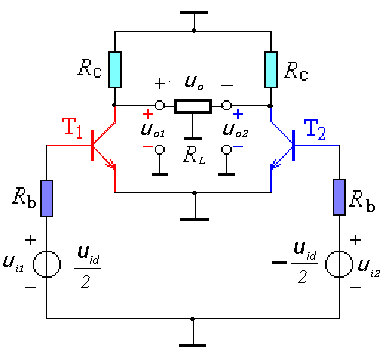 R_C + u_o − R_C
T_1 + u_o1 − R_L + u_o2 − T_2
R_b R_b
u_i1 + − u_id/2 − u_id/2 + − u_i2